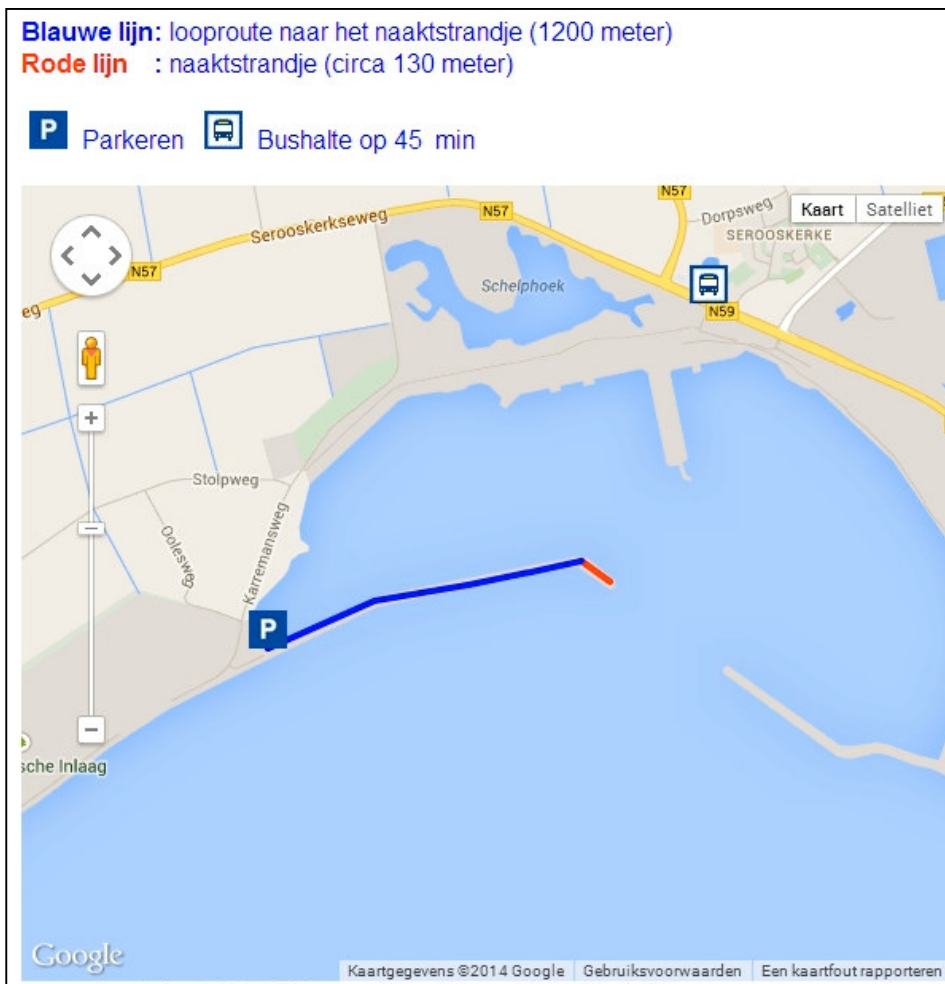 Blauwe lijn: looproute naar het naaktstrandje (1200 meter)
Rode lijn : naaktstrandje (circa 130 meter)
P Parkeren Bushalte op 45 min
N57
Dorpsweg
Kaart Satelliet
Serooskerkseweg
N57
SEROOSKERKE
N57
Schelphoek
eg
N59
Stolpweg
Oolesweg
Karremansweg
P
sche Inlaag
Google
Kaartgegevens ©2014 Google Gebruiksvoorwaarden Een kaartfout rapporteren